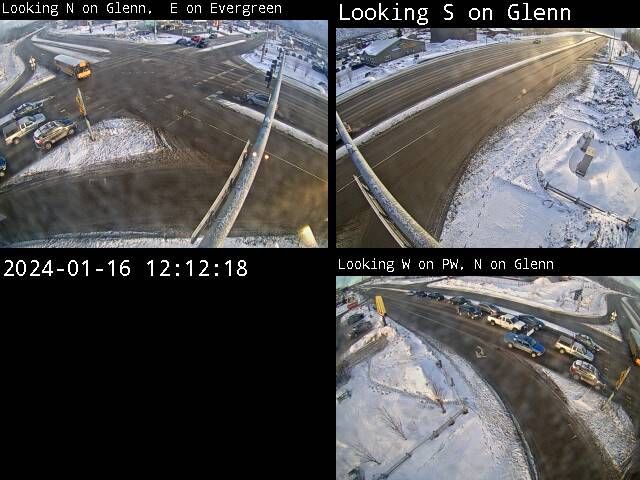 Looking N on Glenn,  E on Evergreen
Looking S on Glenn
2024-01-16 12:12:18
Looking W on PW, N on Glenn